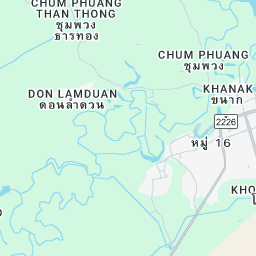 CHUM PHUANG
THAN THONG
ชุมพวง
ธารทอง
CHUM PHUANG
ชุมพวง
DON LAMDUAN
ดอนลำดวน
KHANAK
ขนาก
2226
หมู่ 16
KHO